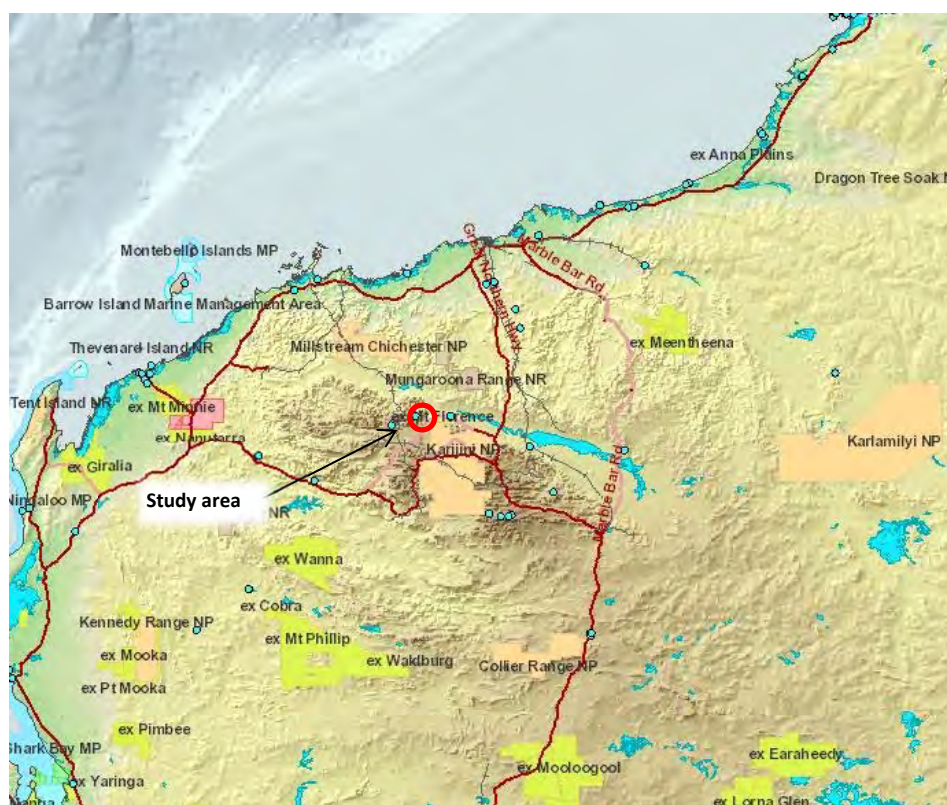 ex Anna Plains
Dragon Tree Soak N
Montebello Islands MP
Great Northern Hwy
Marble Bar Rd
Barrow Island Marine Management Area
Millstream Chichester NP
ex Meentheena
Thevenard Island NR
Mungaroona Range NR
Tent Island NR
ex Mt Minnie
ex Mt Florence
ex Nanutarra
Karijini NP
Karlamilyi NP
ex Giralia
Marble Bar Rd
Ningaloo MP
Study area
NR
ex Wanna
ex Cobra
Kennedy Range NP
ex Mt Phillip
ex Mooka
ex Waldburg
Collier Range NP
ex Pt Mooka
ex Pimbee
Shark Bay MP
ex Earaheedy
ex Yaringa
ex Mooloogool
ex Lorna Glen